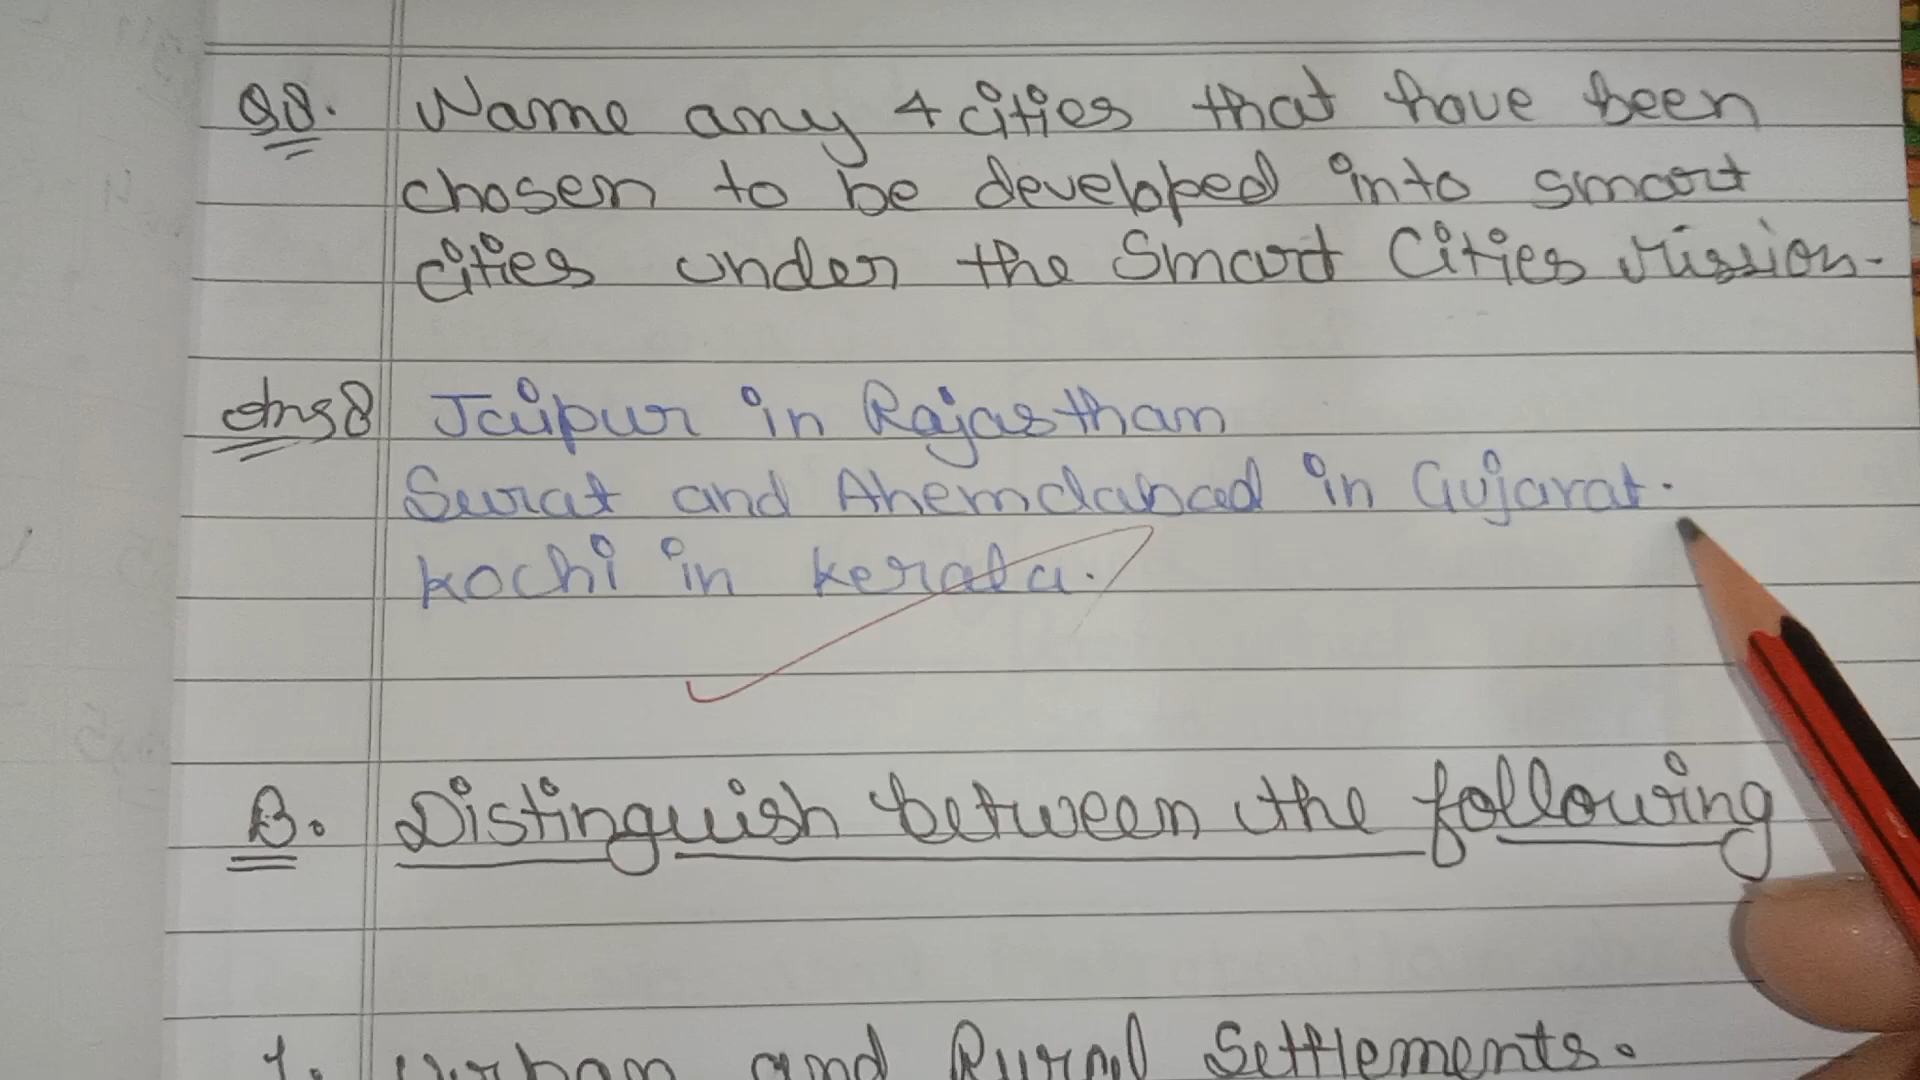 Q8. Name any 4 cities that have been
chosen to be developed into smart
cities under the Smart Cities Mission.
Ans8 Jaipur in Rajasthan
Surat and Ahemdabad in Gujarat.
Kochi in Kerala.
B. Distinguish between the following
1. Urban and Rural Settlements.